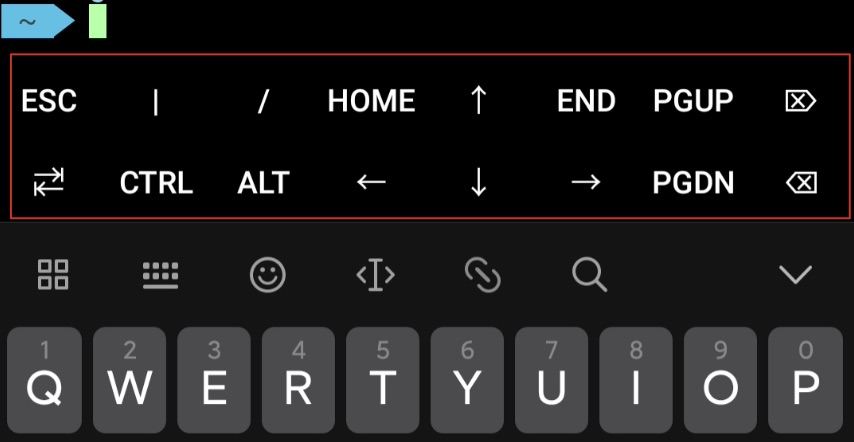 ~
ESC | / HOME ↑ END PGUP ⌦
↹ CTRL ALT ← ↓ → PGDN ⌫
1 2 3 4 5 6 7 8 9 0
Q W E R T Y U I O P